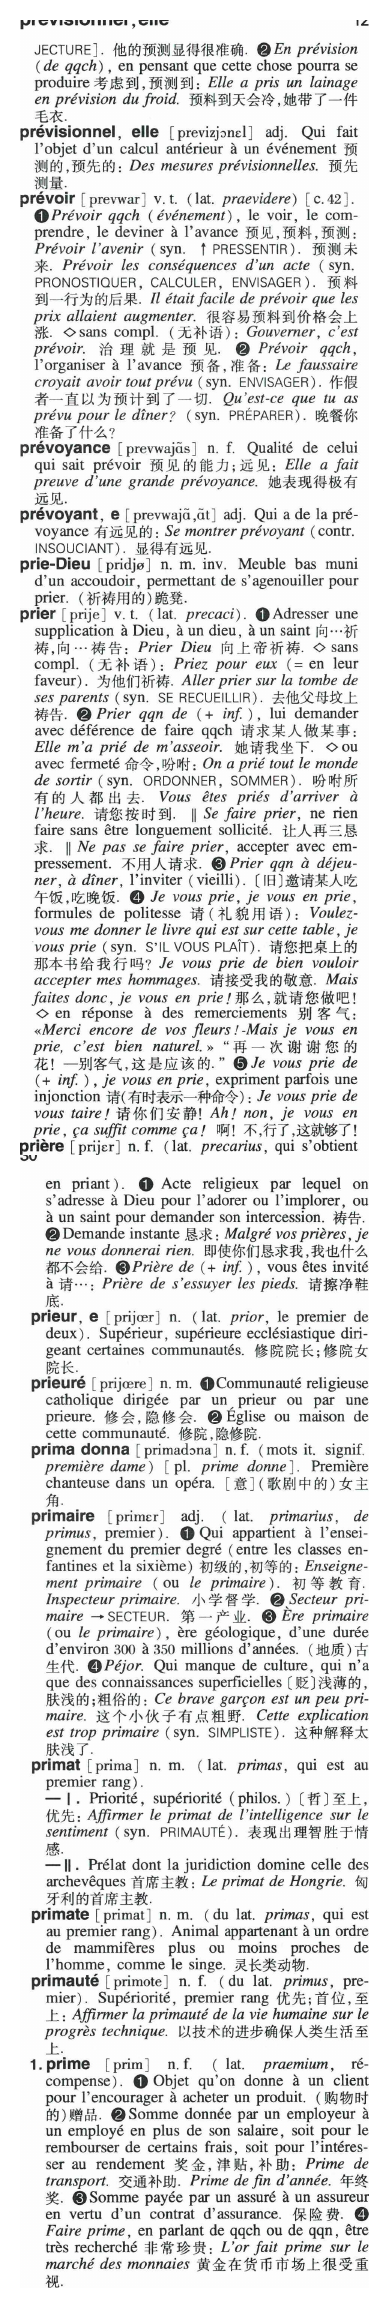 prévisionnel, elle 12
JECTURE]. 他的预测显得很准确. ❷ En prévision
(de qqch), en pensant que cette chose pourra se
produire 考虑到,预测到: Elle a pris un lainage
en prévision du froid. 预料到天会冷,她带了一件
毛衣.
prévisionnel, elle [previzjɔnɛl] adj. Qui fait
l'objet d'un calcul antérieur à un événement 预
测的,预先的: Des mesures prévisionnelles. 预先
测量.
prévoir [prevwar] v. t. (lat. praevidere) [c. 42].
❶ Prévoir qqch (événement), le voir, le com-
prendre, le deviner à l'avance 预见,预料,预测:
Prévoir l'avenir (syn. ↑ PRESSENTIR). 预测未
来. Prévoir les conséquences d'un acte (syn.
PRONOSTIQUER, CALCULER, ENVISAGER). 预料
到一行为的后果. Il était facile de prévoir que les
prix allaient augmenter. 很容易预料到价格会上
涨. ◇ sans compl. (无补语): Gouverner, c'est
prévoir. 治理就是预见. ❷ Prévoir qqch,
l'organiser à l'avance 预备,准备: Le faussaire
croyait avoir tout prévu (syn. ENVISAGER). 作假
者一直以为预计到了一切. Qu'est-ce que tu as
prévu pour le dîner? (syn. PRÉPARER). 晚餐你
准备了什么?
prévoyance [prevwajɑ̃s] n. f. Qualité de celui
qui sait prévoir 预见的能力;远见: Elle a fait
preuve d'une grande prévoyance. 她表现得极有
远见.
prévoyant, e [prevwajɑ̃,ɑ̃t] adj. Qui a de la pré-
voyance 有远见的: Se montrer prévoyant (contr.
INSOUCIANT). 显得有远见.
prie-Dieu [pridjø] n. m. inv. Meuble bas muni
d'un accoudoir, permettant de s'agenouiller pour
prier. (祈祷用的)跪凳.
prier [prije] v. t. (lat. precaci). ❶ Adresser une
supplication à Dieu, à un dieu, à un saint 向…祈
祷,向…祷告: Prier Dieu 向上帝祈祷. ◇ sans
compl. (无补语): Priez pour eux (= en leur
faveur). 为他们祈祷. Aller prier sur la tombe de
ses parents (syn. SE RECUEILLIR). 去他父母坟上
祷告. ❷ Prier qqn de (+ inf.), lui demander
avec déférence de faire qqch 请求某人做某事:
Elle m'a prié de m'asseoir. 她请我坐下. ◇ ou
avec fermeté 命令,吩咐: On a prié tout le monde
de sortir (syn. ORDONNER, SOMMER). 吩咐所
有的人都出去. Vous êtes priés d'arriver à
l'heure. 请您按时到. ‖ Se faire prier, ne rien
faire sans être longuement sollicité. 让人再三恳
求. ‖ Ne pas se faire prier, accepter avec em-
pressement. 不用人请求. ❸ Prier qqn à déjeu-
ner, à dîner, l'inviter (vieilli). [旧]邀请某人吃
午饭,吃晚饭. ❹ Je vous prie, je vous en prie,
formules de politesse 请(礼貌用语): Voulez-
vous me donner le livre qui est sur cette table, je
vous prie (syn. S'IL VOUS PLAÎT). 请您把桌上的
那本书给我行吗? Je vous prie de bien vouloir
accepter mes hommages. 请接受我的敬意. Mais
faites donc, je vous en prie! 那么,就请您做吧!
◇ en réponse à des remerciements 别客气:
«Merci encore de vos fleurs! -Mais je vous en
prie, c'est bien naturel.» “再一次谢谢您的
花! —别客气,这是应该的.” ❺ Je vous prie de
(+ inf.), je vous en prie, expriment parfois une
injonction 请(有时表示一种命令): Je vous prie de
vous taire! 请你们安静! Ah! non, je vous en
prie, ça suffit comme ça! 啊! 不,行了,这就够了!
prière [prijɛr] n. f. (lat. precarius, qui s'obtient
en priant). ❶ Acte religieux par lequel on
s'adresse à Dieu pour l'adorer ou l'implorer, ou
à un saint pour demander son intercession. 祷告.
❷ Demande instante 恳求: Malgré vos prières, je
ne vous donnerai rien. 即使你们恳求我,我也什么
都不会给. ❸ Prière de (+ inf.), vous êtes invité
à 请…: Prière de s'essuyer les pieds. 请擦净鞋
底.
prieur, e [prijœr] n. (lat. prior, le premier de
deux). Supérieur, supérieure ecclésiastique diri-
geant certaines communautés. 修院院长;修院女
院长.
prieuré [prijœre] n. m. ❶ Communauté religieuse
catholique dirigée par un prieur ou par une
prieure. 修会,隐修会. ❷ Église ou maison de
cette communauté. 修院,隐修院.
prima donna [primadɔna] n. f. (mots it. signif.
première dame) [pl. prime donne]. Première
chanteuse dans un opéra. [意](歌剧中的)女主
角.
primaire [primɛr] adj. (lat. primarius, de
primus, premier). ❶ Qui appartient à l'ensei-
gnement du premier degré (entre les classes en-
fantines et la sixième) 初级的,初等的: Enseigne-
ment primaire (ou le primaire). 初等教育.
Inspecteur primaire. 小学督学. ❷ Secteur pri-
maire → SECTEUR. 第一产业. ❸ Ère primaire
(ou le primaire), ère géologique, d'une durée
d'environ 300 à 350 millions d'années. (地质)古
生代. ❹ Péjor. Qui manque de culture, qui n'a
que des connaissances superficielles [贬]浅薄的,
肤浅的;粗俗的: Ce brave garçon est un peu pri-
maire. 这个小伙子有点粗野. Cette explication
est trop primaire (syn. SIMPLISTE). 这种解释太
肤浅了.
primat [prima] n. m. (lat. primas, qui est au
premier rang).
— I. Priorité, supériorité (philos.) [哲]至上,
优先: Affirmer le primat de l'intelligence sur le
sentiment (syn. PRIMAUTÉ). 表现出理智胜于情
感.
— II. Prélat dont la juridiction domine celle des
archevêques 首席主教: Le primat de Hongrie. 匈
牙利的首席主教.
primate [primat] n. m. (du lat. primas, qui est
au premier rang). Animal appartenant à un ordre
de mammifères plus ou moins proches de
l'homme, comme le singe. 灵长类动物.
primauté [primote] n. f. (du lat. primus, pre-
mier). Supériorité, premier rang 优先;首位,至
上: Affirmer la primauté de la vie humaine sur le
progrès technique. 以技术的进步确保人类生活至
上.
1. prime [prim] n. f. (lat. praemium, ré-
compense). ❶ Objet qu'on donne à un client
pour l'encourager à acheter un produit. (购物时
的)赠品. ❷ Somme donnée par un employeur à
un employé en plus de son salaire, soit pour le
rembourser de certains frais, soit pour l'intéres-
ser au rendement 奖金,津贴,补助: Prime de
transport. 交通补助. Prime de fin d'année. 年终
奖. ❸ Somme payée par un assuré à un assureur
en vertu d'un contrat d'assurance. 保险费. ❹
Faire prime, en parlant de qqch ou de qqn, être
très recherché 非常珍贵: L'or fait prime sur le
marché des monnaies 黄金在货币市场上很受重
视.